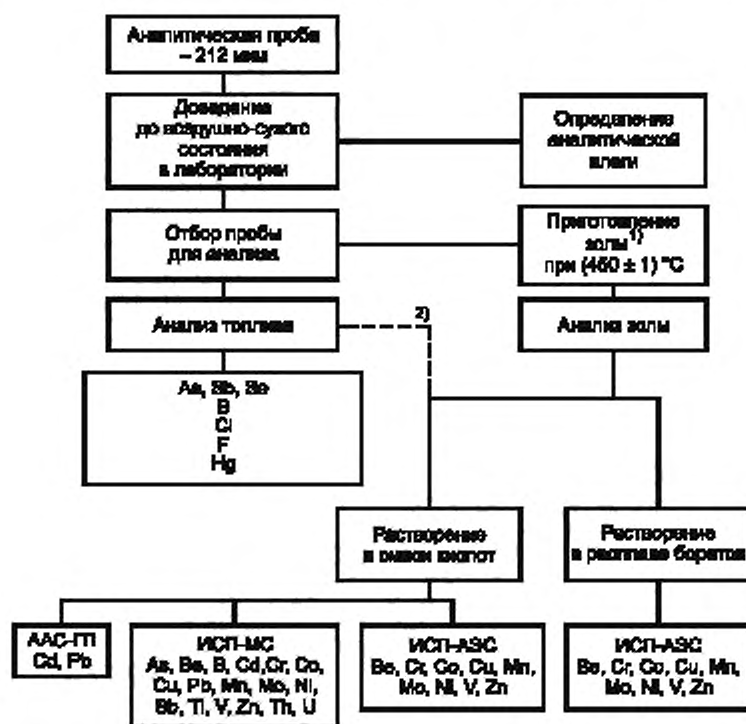 Аналитическая проба
– 212 мкм
Доведение
до воздушно-сухого
состояния
в лаборатории
Определение
аналитической
влаги
Отбор пробы
для анализа
Приготовление
золы1)
при (450 ± 1) °C
Анализ топлива
2)
Анализ золы
As, Sb, Se
B
Cl
F
Hg
Растворение
в смеси кислот
Растворение
в расплаве боратов
ААС-ГП
Cd, Pb
ИСП-МС
As, Be, B, Cd,Cr, Co,
Cu, Pb, Mn, Mo, Ni,
Sb, Tl, V, Zn, Th, U
ИСП-АЭС
Be, Cr, Co, Cu, Mn,
Mo, Ni, V, Zn
ИСП-АЭС
Be, Cr, Co, Cu, Mn,
Mo, Ni, V, Zn